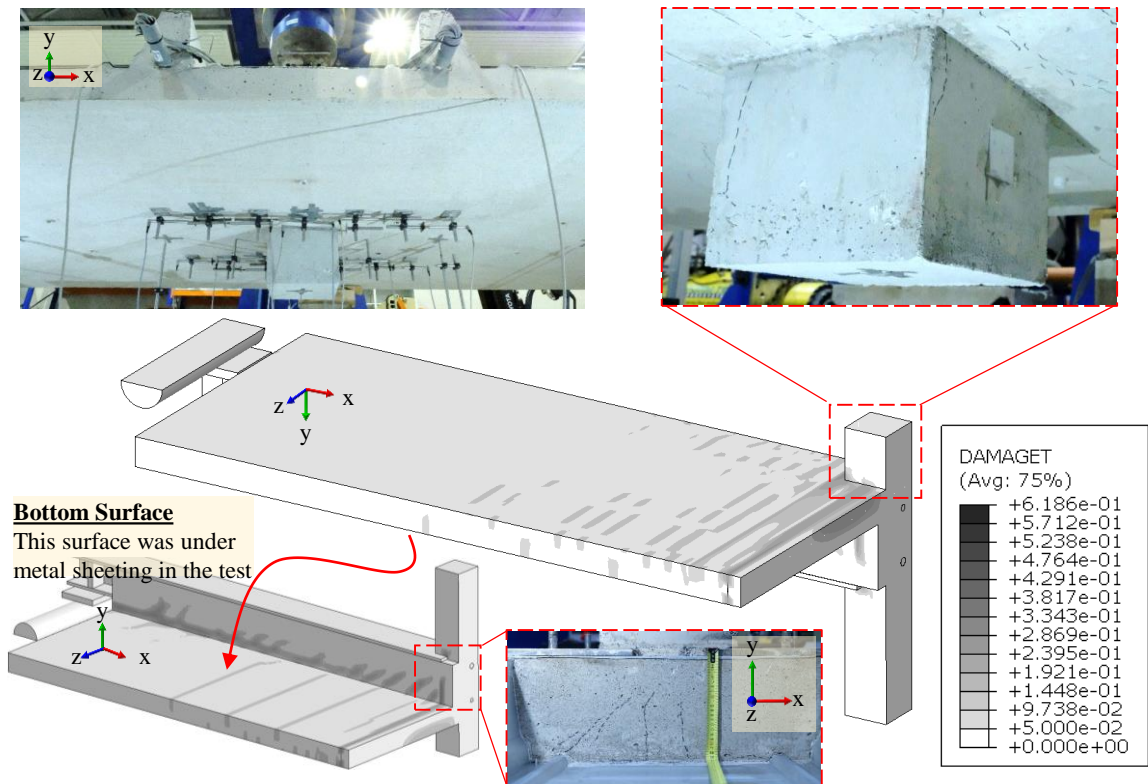 y
z
x
x
z
y
Bottom Surface
This surface was under
metal sheeting in the test
y
z
x
y
x
z
DAMAGET
(Avg: 75%)
+6.186e-01
+5.712e-01
+5.238e-01
+4.764e-01
+4.291e-01
+3.817e-01
+3.343e-01
+2.869e-01
+2.395e-01
+1.921e-01
+1.448e-01
+9.738e-02
+5.000e-02
+0.000e+00